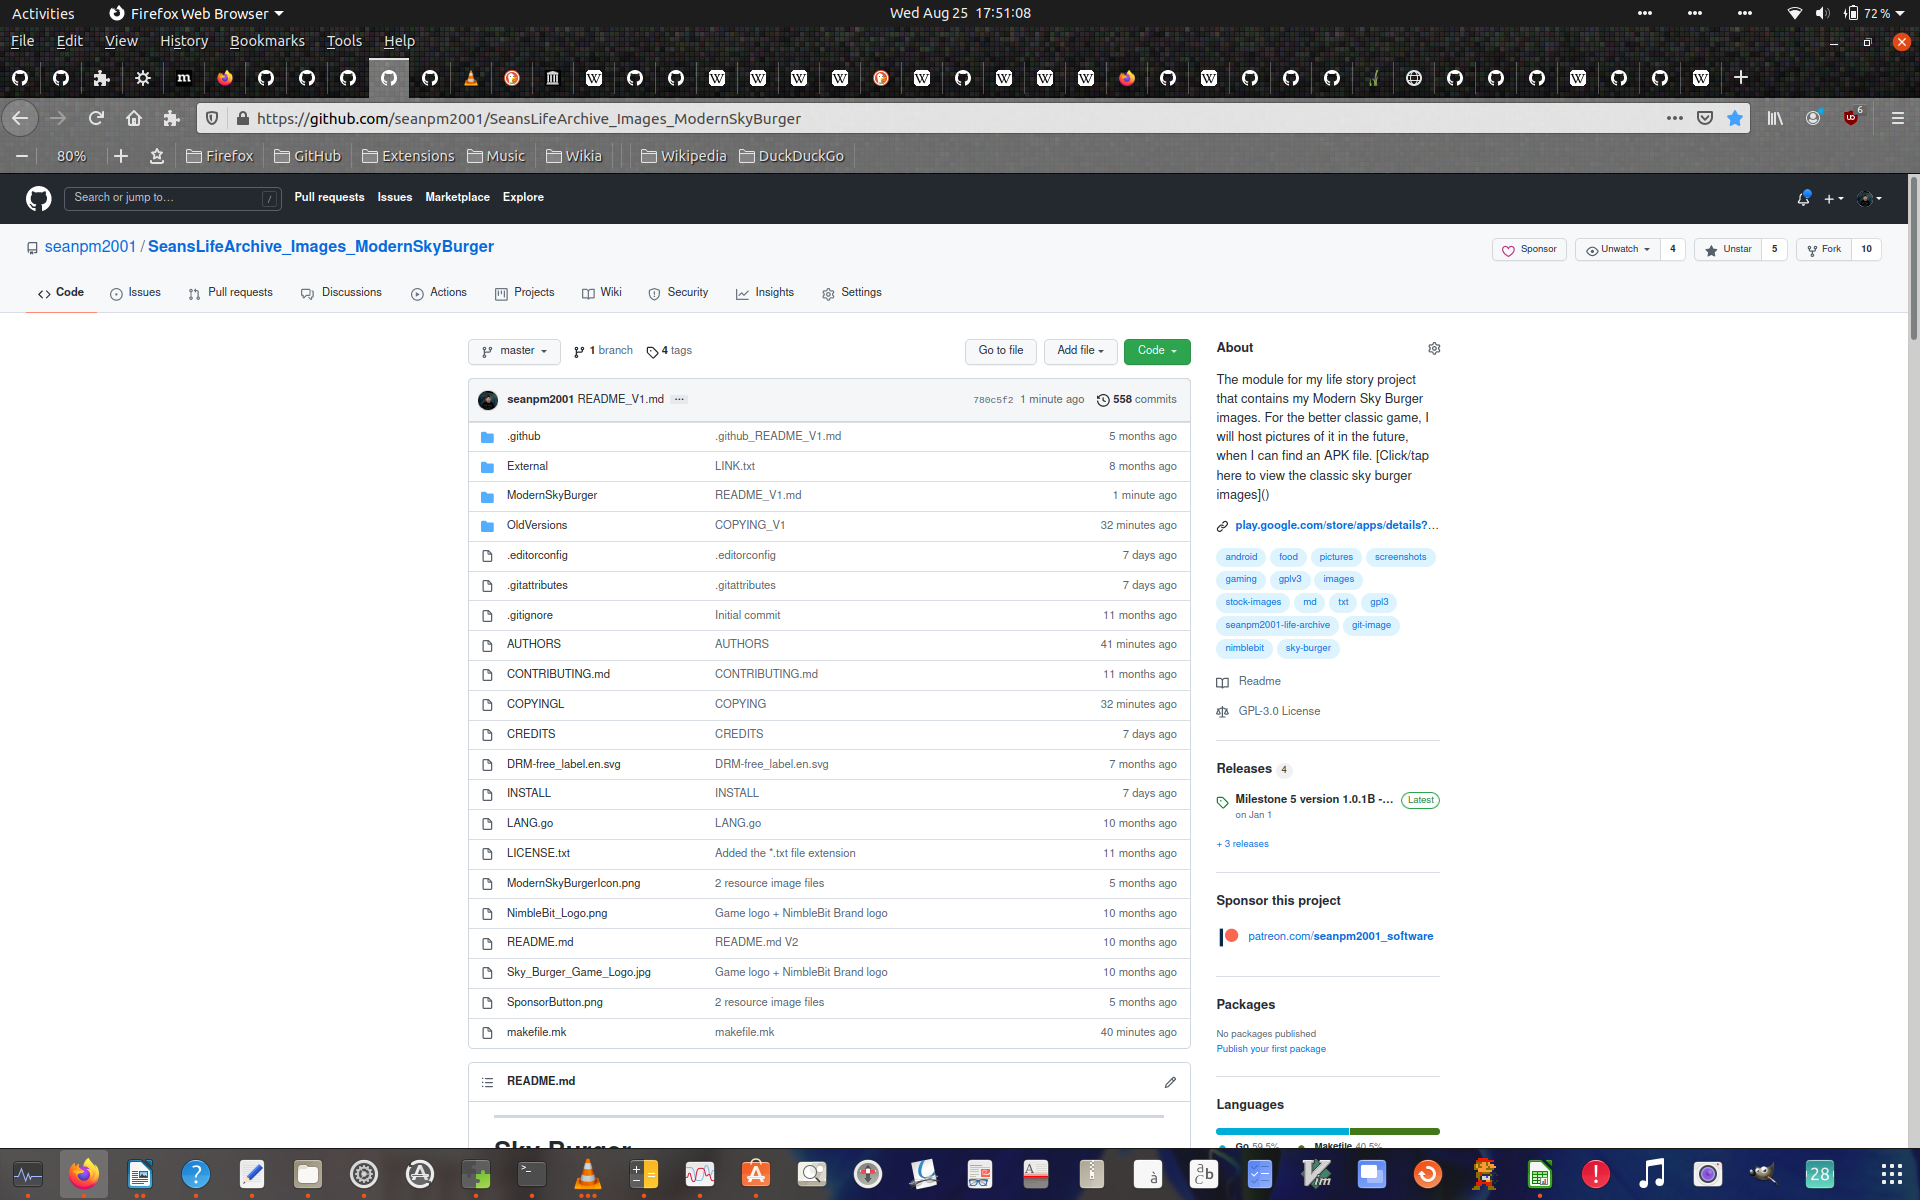 Activities Firefox Web Browser Wed Aug 25 17:51:08 72 %
File Edit View History Bookmarks Tools Help
https://github.com/seanpm2001/SeansLifeArchive_Images_ModernSkyBurger 6
80% Firefox GitHub Extensions Music Wikia Wikipedia DuckDuckGo
Search or jump to... / Pull requests Issues Marketplace Explore
seanpm2001 / SeansLifeArchive_Images_ModernSkyBurger Sponsor Unwatch 4 Unstar 5 Fork 10
Code Issues Pull requests Discussions Actions Projects Wiki Security Insights Settings
master 1 branch 4 tags Go to file Add file Code
seanpm2001 README_V1.md ... 780c5f2 1 minute ago 558 commits
.github .github_README_V1.md 5 months ago
External LINK.txt 8 months ago
ModernSkyBurger README_V1.md 1 minute ago
OldVersions COPYING_V1 32 minutes ago
.editorconfig .editorconfig 7 days ago
.gitattributes .gitattributes 7 days ago
.gitignore Initial commit 11 months ago
AUTHORS AUTHORS 41 minutes ago
CONTRIBUTING.md CONTRIBUTING.md 11 months ago
COPYINGL COPYING 32 minutes ago
CREDITS CREDITS 7 days ago
DRM-free_label.en.svg DRM-free_label.en.svg 7 months ago
INSTALL INSTALL 7 days ago
LANG.go LANG.go 10 months ago
LICENSE.txt Added the *.txt file extension 11 months ago
ModernSkyBurgerIcon.png 2 resource image files 5 months ago
NimbleBit_Logo.png Game logo + NimbleBit Brand logo 10 months ago
README.md README.md V2 10 months ago
Sky_Burger_Game_Logo.jpg Game logo + NimbleBit Brand logo 10 months ago
SponsorButton.png 2 resource image files 5 months ago
makefile.mk makefile.mk 40 minutes ago
README.md
Sky Burger
About
The module for my life story project
that contains my Modern Sky Burger
images. For the better classic game, I
will host pictures of it in the future,
when I can find an APK file. [Click/tap
here to view the classic sky burger
images]()
play.google.com/store/apps/details?...
android food pictures screenshots
gaming gplv3 images
stock-images md txt gpl3
seanpm2001-life-archive git-image
nimblebit sky-burger
Readme
GPL-3.0 License
Releases 4
Milestone 5 version 1.0.1B -... Latest
on Jan 1
+ 3 releases
Sponsor this project
patreon.com/seanpm2001_software
Packages
No packages published
Publish your first package
Languages
Go 59.5% Makefile 40.5%
28